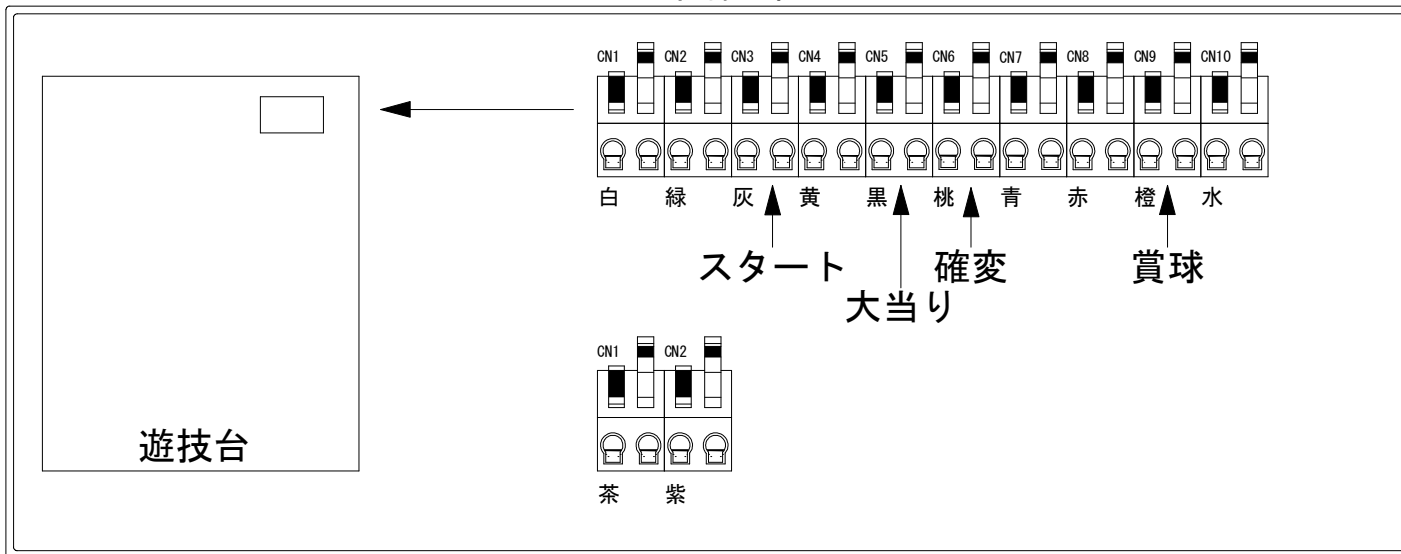 CN1 CN2 CN3 CN4 CN5 CN6 CN7 CN8 CN9 CN10
白 緑 灰 黄 黒 桃 青 赤 橙 水
スタート 確変 賞球
大当り
CN1 CN2
遊技台
茶 紫